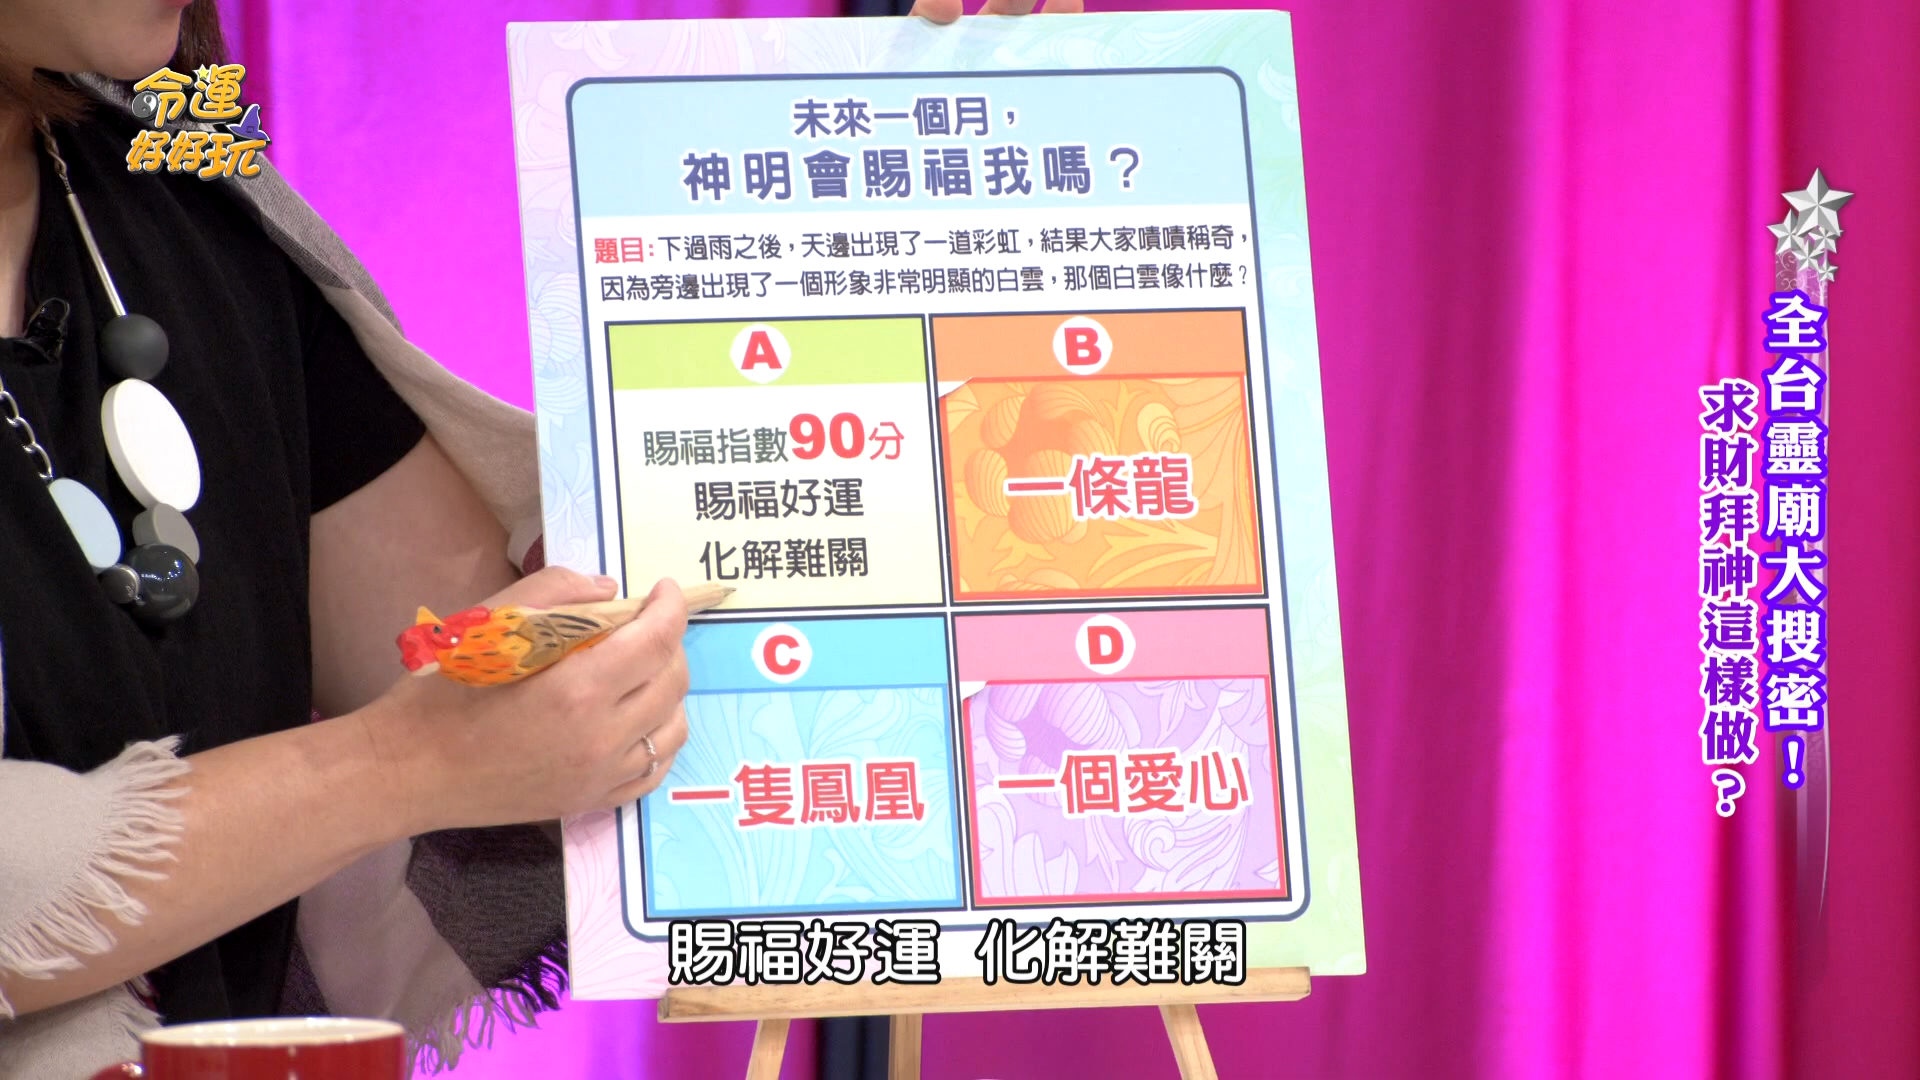 命運
好好玩
未來一個月，
神明會賜福我嗎？
題目：下過雨之後，天邊出現了一道彩虹，結果大家嘖嘖稱奇，
因為旁邊出現了一個形象非常明顯的白雲，那個白雲像什麼？
A
賜福指數90分
賜福好運
化解難關
B
一條龍
C
一隻鳳凰
D
一個愛心
全台靈廟大搜密！
求財拜神這樣做？
賜福好運 化解難關